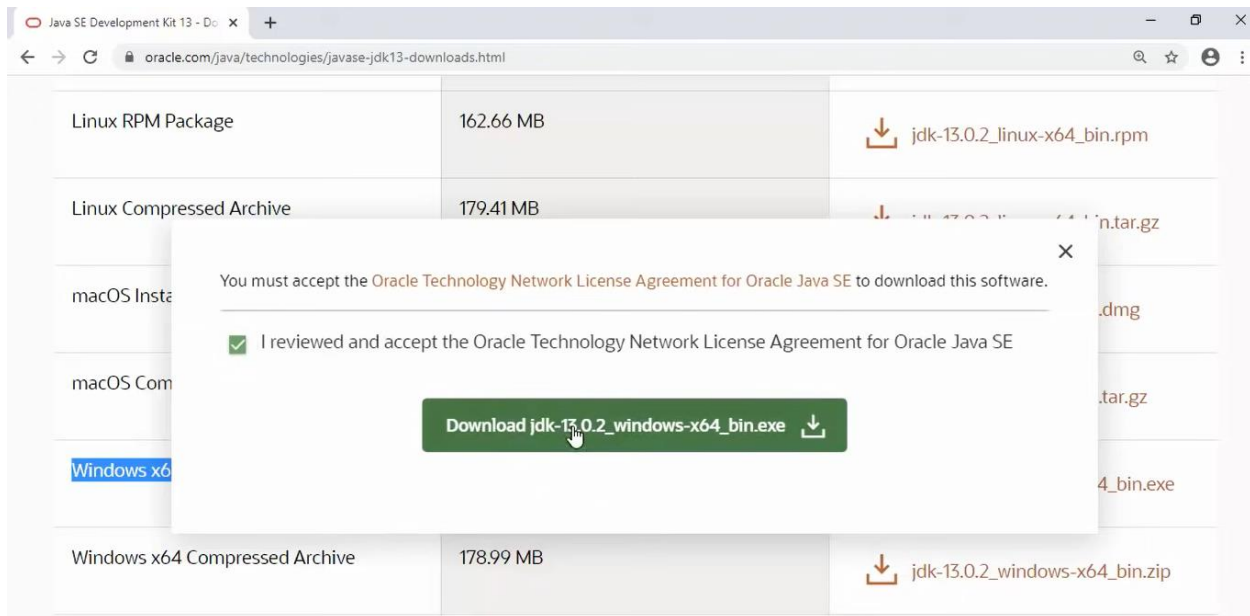 Java SE Development Kit 13 - Do
oracle.com/java/technologies/javase-jdk13-downloads.html
Linux RPM Package 162.66 MB jdk-13.0.2_linux-x64_bin.rpm
Linux Compressed Archive 179.41 MB n.tar.gz
You must accept the Oracle Technology Network License Agreement for Oracle Java SE to download this software.
macOS Insta .dmg
I reviewed and accept the Oracle Technology Network License Agreement for Oracle Java SE
macOS Com .tar.gz
Download jdk-13.0.2_windows-x64_bin.exe
Windows x6 4_bin.exe
Windows x64 Compressed Archive 178.99 MB jdk-13.0.2_windows-x64_bin.zip